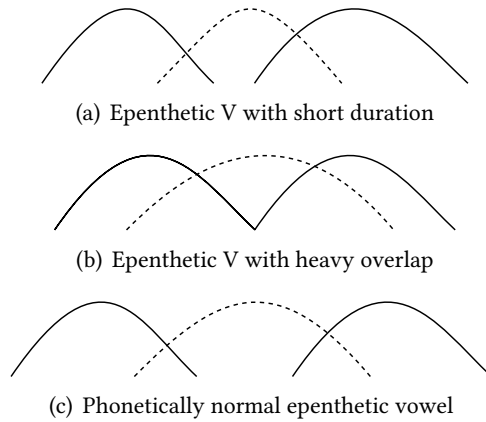 (a) Epenthetic V with short duration
(b) Epenthetic V with heavy overlap
(c) Phonetically normal epenthetic vowel